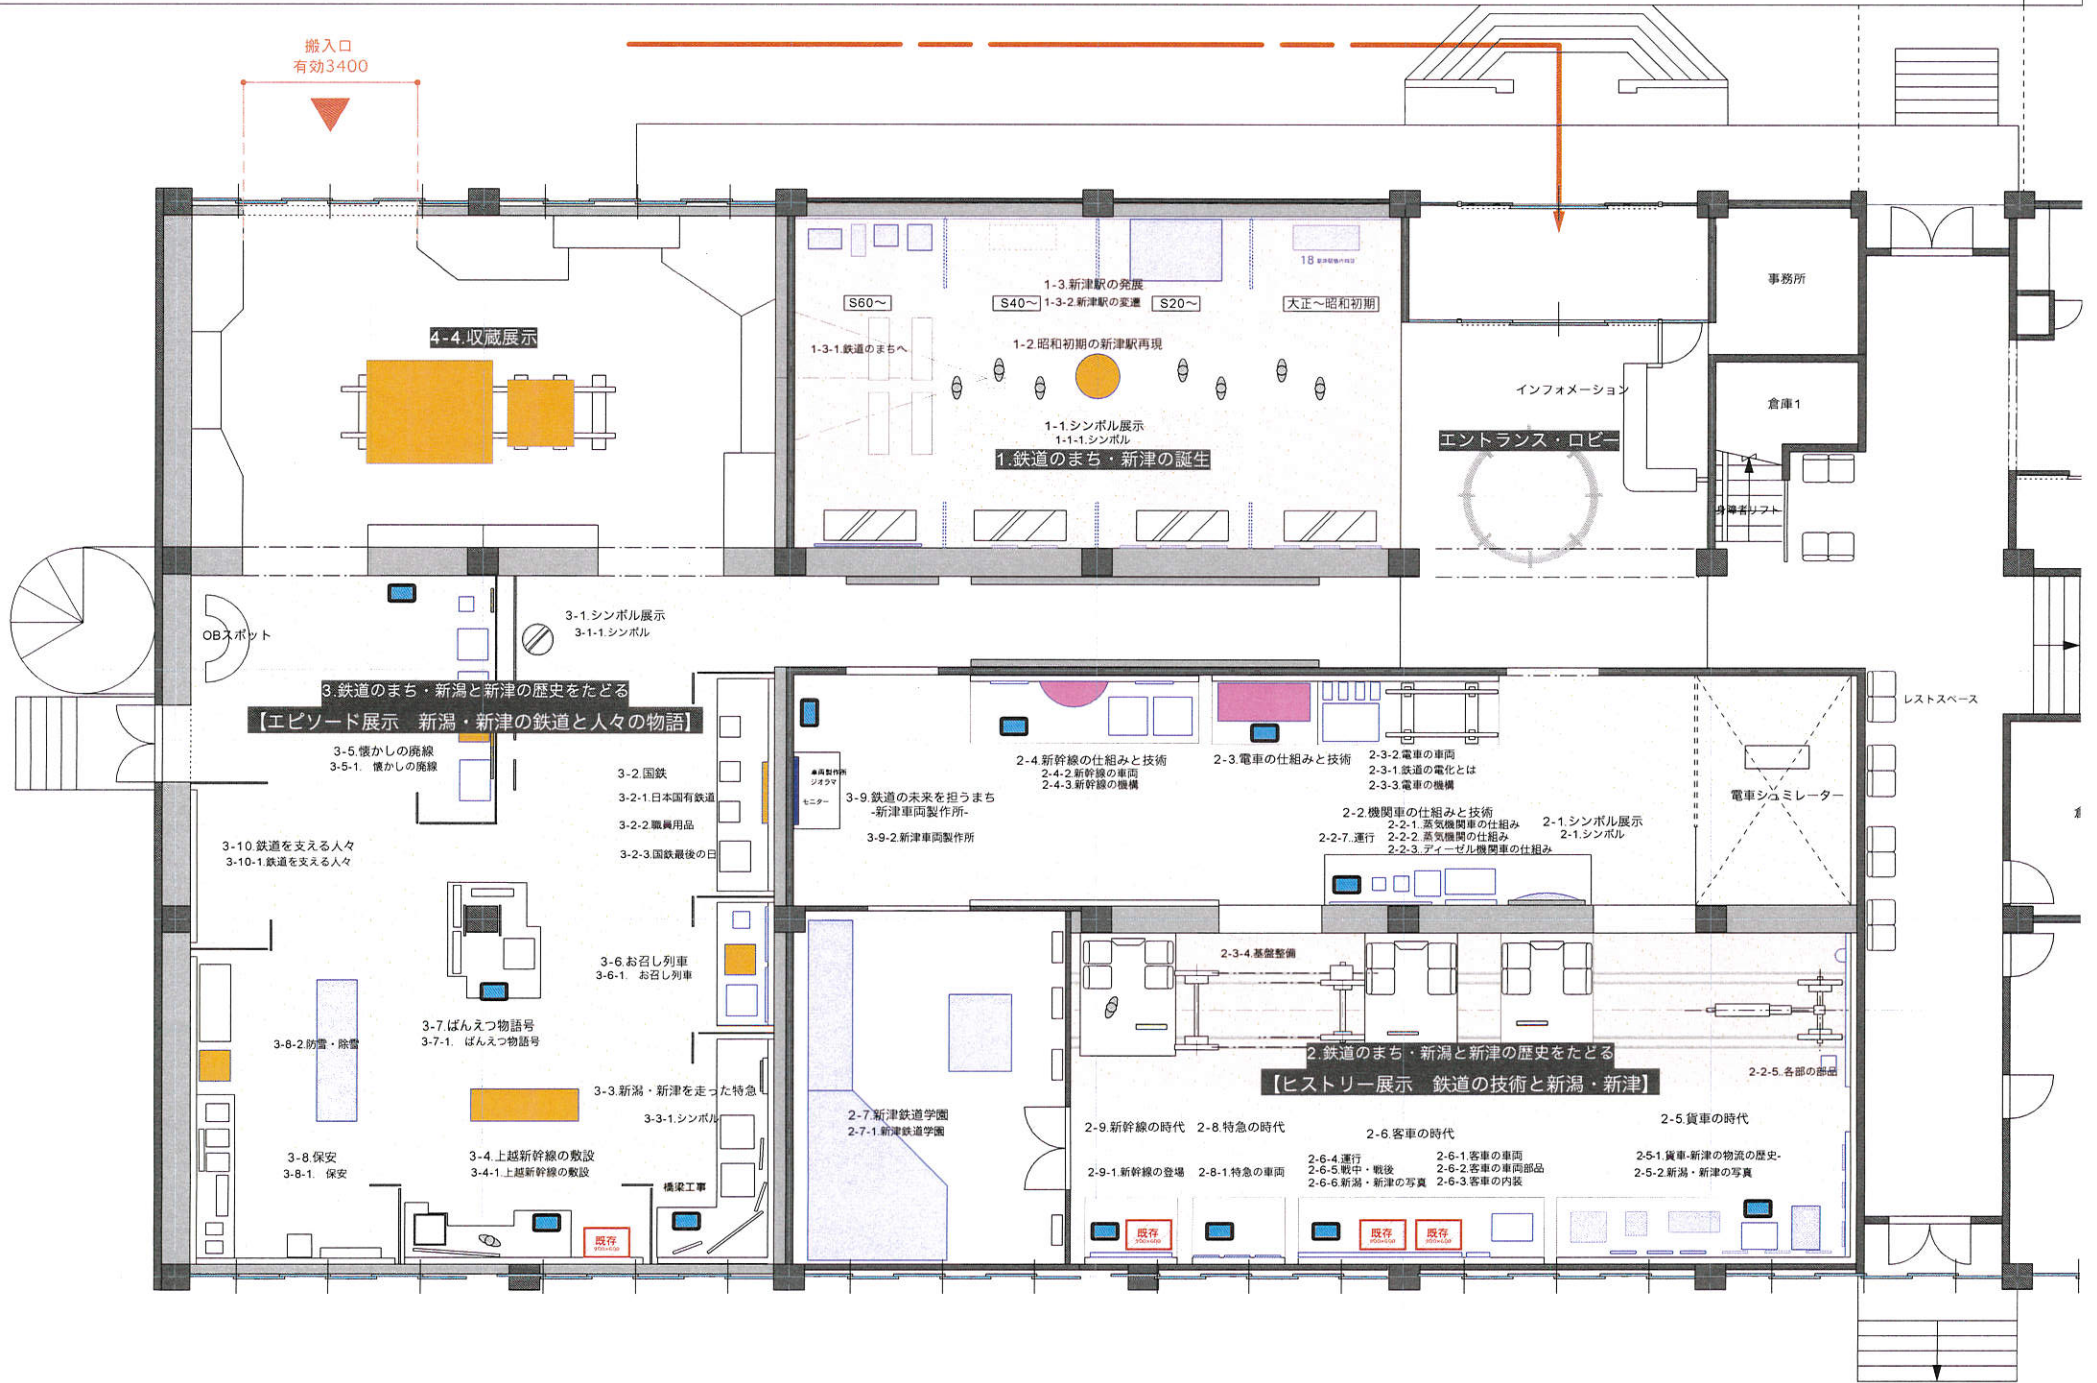 搬入口
有効3400
4-4.収蔵展示
18
1-3.新津駅の発展
S60～
S40～
1-3-2.新津駅の変遷
S20～
大正～昭和初期
1-3-1.鉄道のまちへ
1-2.昭和初期の新津駅再現
1-1.シンボル展示
1-1-1.シンボル
1.鉄道のまち・新津の誕生
事務所
インフォメーション
倉庫1
エントランス・ロビー
身障者リフト
OBスポット
3-1.シンボル展示
3-1-1.シンボル
3.鉄道のまち・新潟と新津の歴史をたどる
【エピソード展示　新潟・新津の鉄道と人々の物語】
3-5.懐かしの廃線
3-5-1.　懐かしの廃線
3-2.国鉄
3-2-1.日本国有鉄道
3-2-2.職員用品
3-2-3.国鉄最後の日
3-10.鉄道を支える人々
3-10-1.鉄道を支える人々
3-6.お召し列車
3-6-1.　お召し列車
3-7.ばんえつ物語号
3-7-1.　ばんえつ物語号
3-8-2.防雪・除雪
3-3.新潟・新津を走った特急
3-3-1.シンボル
3-8.保安
3-8-1.　保安
3-4.上越新幹線の敷設
3-4-1.上越新幹線の敷設
橋梁工事
既存
900×600
車両製作所
ジオラマ
モニター
3-9.鉄道の未来を担うまち
-新津車両製作所-
3-9-2.新津車両製作所
2-4.新幹線の仕組みと技術
2-4-2.新幹線の車両
2-4-3.新幹線の機構
2-3.電車の仕組みと技術
2-3-2.電車の車両
2-3-1.鉄道の電化とは
2-3-3.電車の機構
2-2.機関車の仕組みと技術
2-2-1..蒸気機関車の仕組み
2-2-7..運行
2-2-2..蒸気機関の仕組み
2-2-3..ディーゼル機関車の仕組み
2-1.シンボル展示
2-1.シンボル
電車シュミレーター
レストスペース
2-3-4.基盤整備
2.鉄道のまち・新潟と新津の歴史をたどる
【ヒストリー展示　鉄道の技術と新潟・新津】
2-2-5..各部の部品
2-7.新津鉄道学園
2-7-1.新津鉄道学園
2-9.新幹線の時代
2-9-1.新幹線の登場
2-8.特急の時代
2-8-1.特急の車両
2-6.客車の時代
2-6-4.運行
2-6-5.戦中・戦後
2-6-6.新潟・新津の写真
2-6-1.客車の車両
2-6-2.客車の車両部品
2-6-3.客車の内装
2-5.貨車の時代
2-5-1.貨車-新津の物流の歴史-
2-5-2.新潟・新津の写真
既存
900×600
既存
900×600
既存
900×600